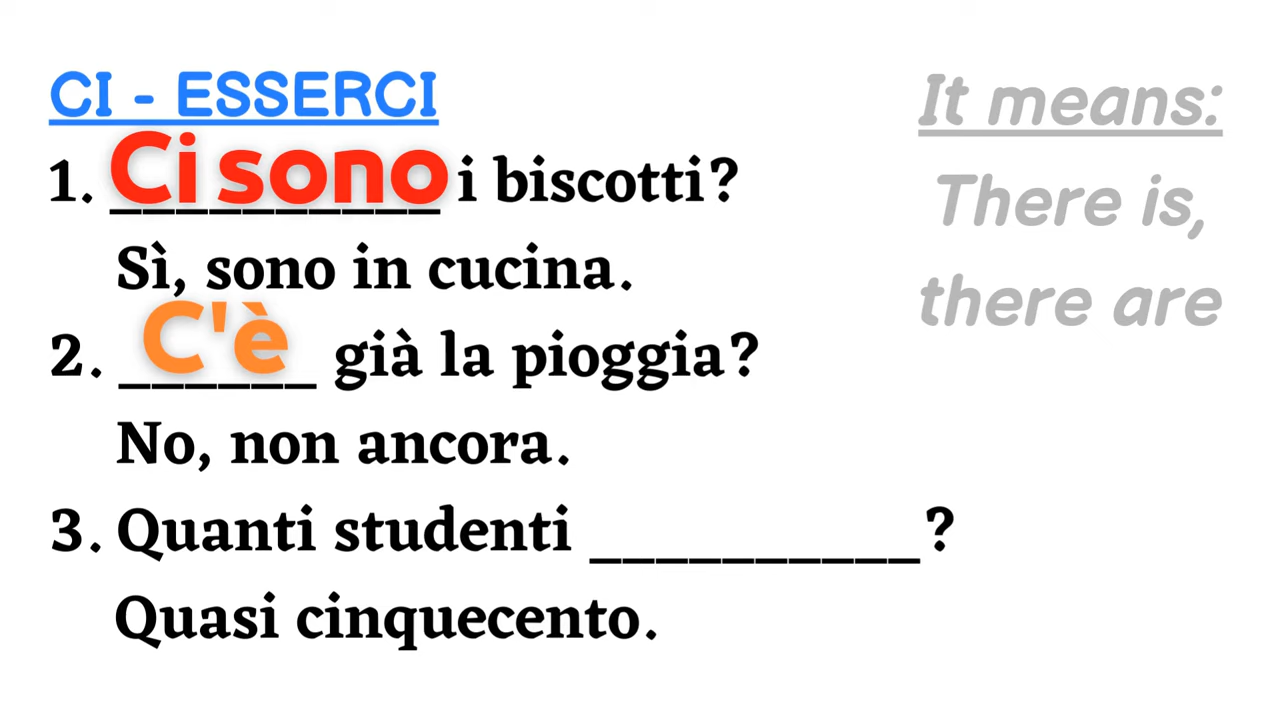 CI - ESSERCI
1. Ci sono i biscotti?
Sì, sono in cucina.
2. C'è già la pioggia?
No, non ancora.
3. Quanti studenti __________?
Quasi cinquecento.
It means:
There is,
there are